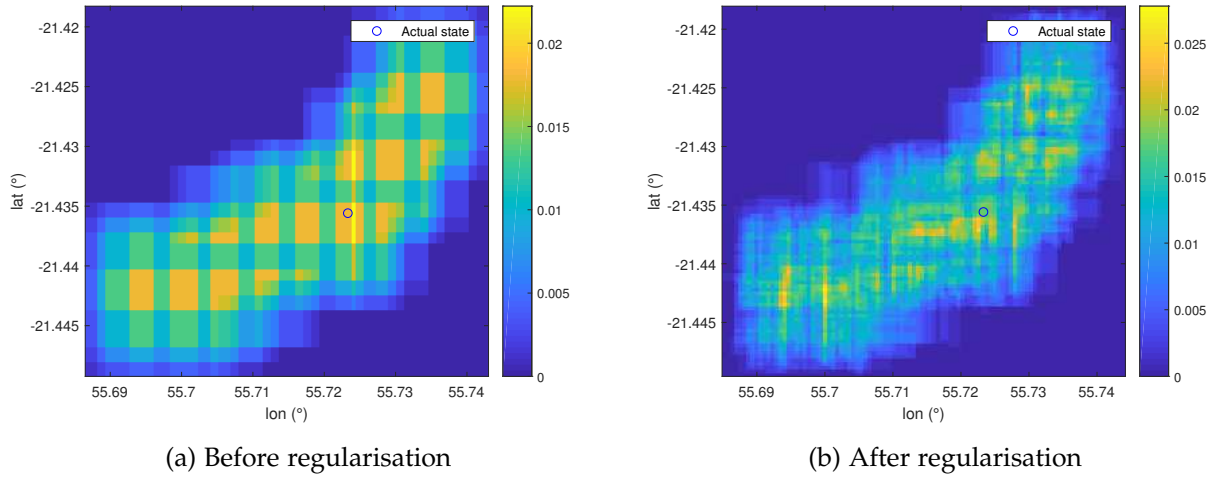 Actual state
-21.42
-21.425
-21.43
-21.435
-21.44
-21.445
lat (°)
55.69 55.7 55.71 55.72 55.73 55.74
lon (°)
0.02
0.015
0.01
0.005
0
(a) Before regularisation
Actual state
-21.42
-21.425
-21.43
-21.435
-21.44
-21.445
lat (°)
55.69 55.7 55.71 55.72 55.73 55.74
lon (°)
0.025
0.02
0.015
0.01
0.005
0
(b) After regularisation